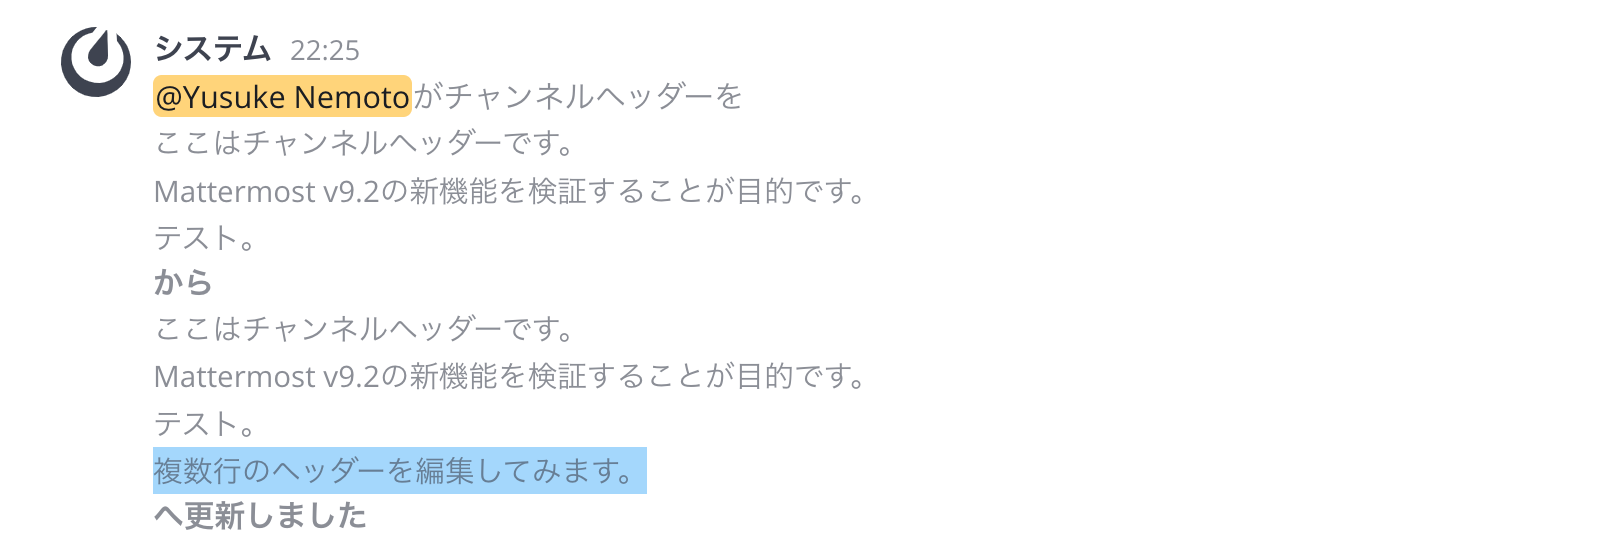 システム 22:25
@Yusuke Nemotoがチャンネルヘッダーを
ここはチャンネルヘッダーです。
Mattermost v9.2の新機能を検証することが目的です。
テスト。
から
ここはチャンネルヘッダーです。
Mattermost v9.2の新機能を検証することが目的です。
テスト。
複数行のヘッダーを編集してみます。
へ更新しました